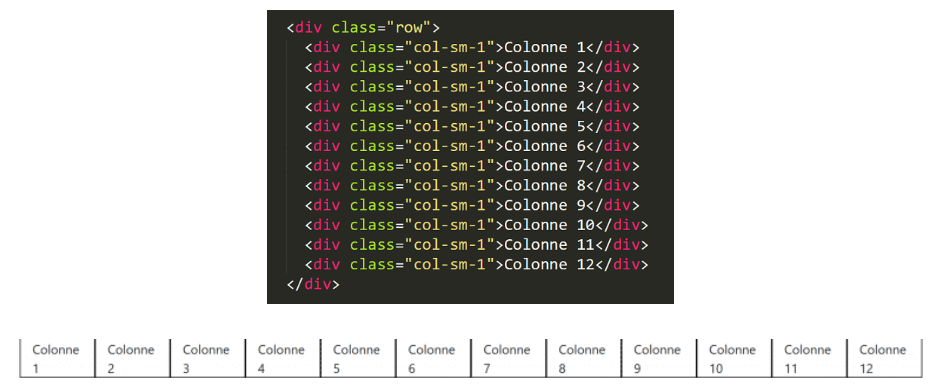 <div class="row">
<div class="col-sm-1">Colonne 1</div>
<div class="col-sm-1">Colonne 2</div>
<div class="col-sm-1">Colonne 3</div>
<div class="col-sm-1">Colonne 4</div>
<div class="col-sm-1">Colonne 5</div>
<div class="col-sm-1">Colonne 6</div>
<div class="col-sm-1">Colonne 7</div>
<div class="col-sm-1">Colonne 8</div>
<div class="col-sm-1">Colonne 9</div>
<div class="col-sm-1">Colonne 10</div>
<div class="col-sm-1">Colonne 11</div>
<div class="col-sm-1">Colonne 12</div>
</div>
Colonne Colonne Colonne Colonne Colonne Colonne Colonne Colonne Colonne Colonne Colonne Colonne
1 2 3 4 5 6 7 8 9 10 11 12